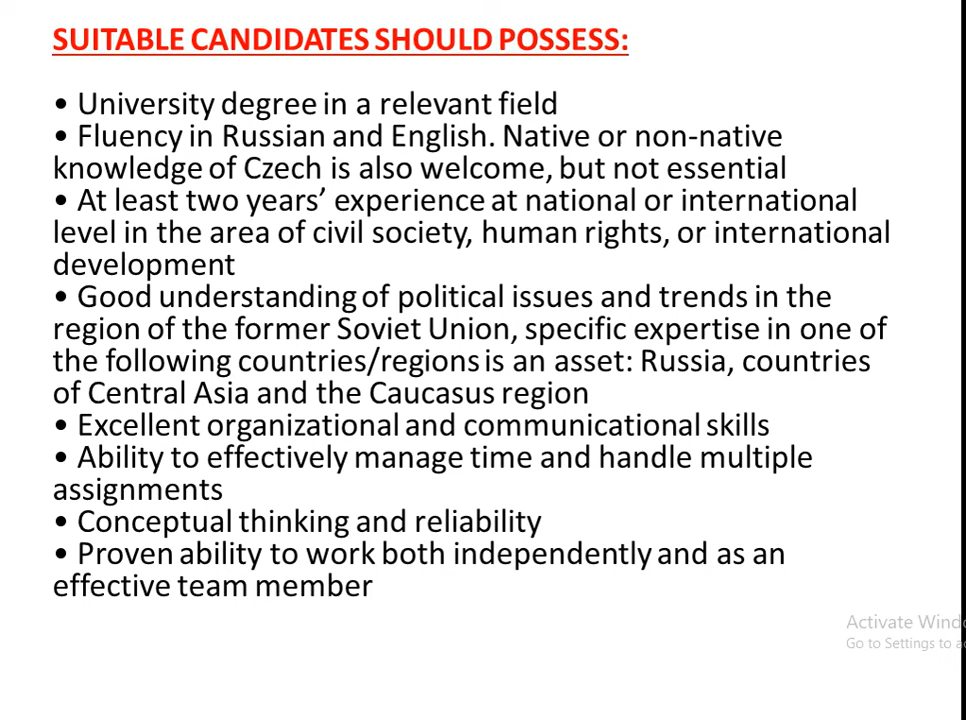 SUITABLE CANDIDATES SHOULD POSSESS:
• University degree in a relevant field
• Fluency in Russian and English. Native or non-native
knowledge of Czech is also welcome, but not essential
• At least two years’ experience at national or international
level in the area of civil society, human rights, or international
development
• Good understanding of political issues and trends in the
region of the former Soviet Union, specific expertise in one of
the following countries/regions is an asset: Russia, countries
of Central Asia and the Caucasus region
• Excellent organizational and communicational skills
• Ability to effectively manage time and handle multiple
assignments
• Conceptual thinking and reliability
• Proven ability to work both independently and as an
effective team member
Activate
Go to Settings to